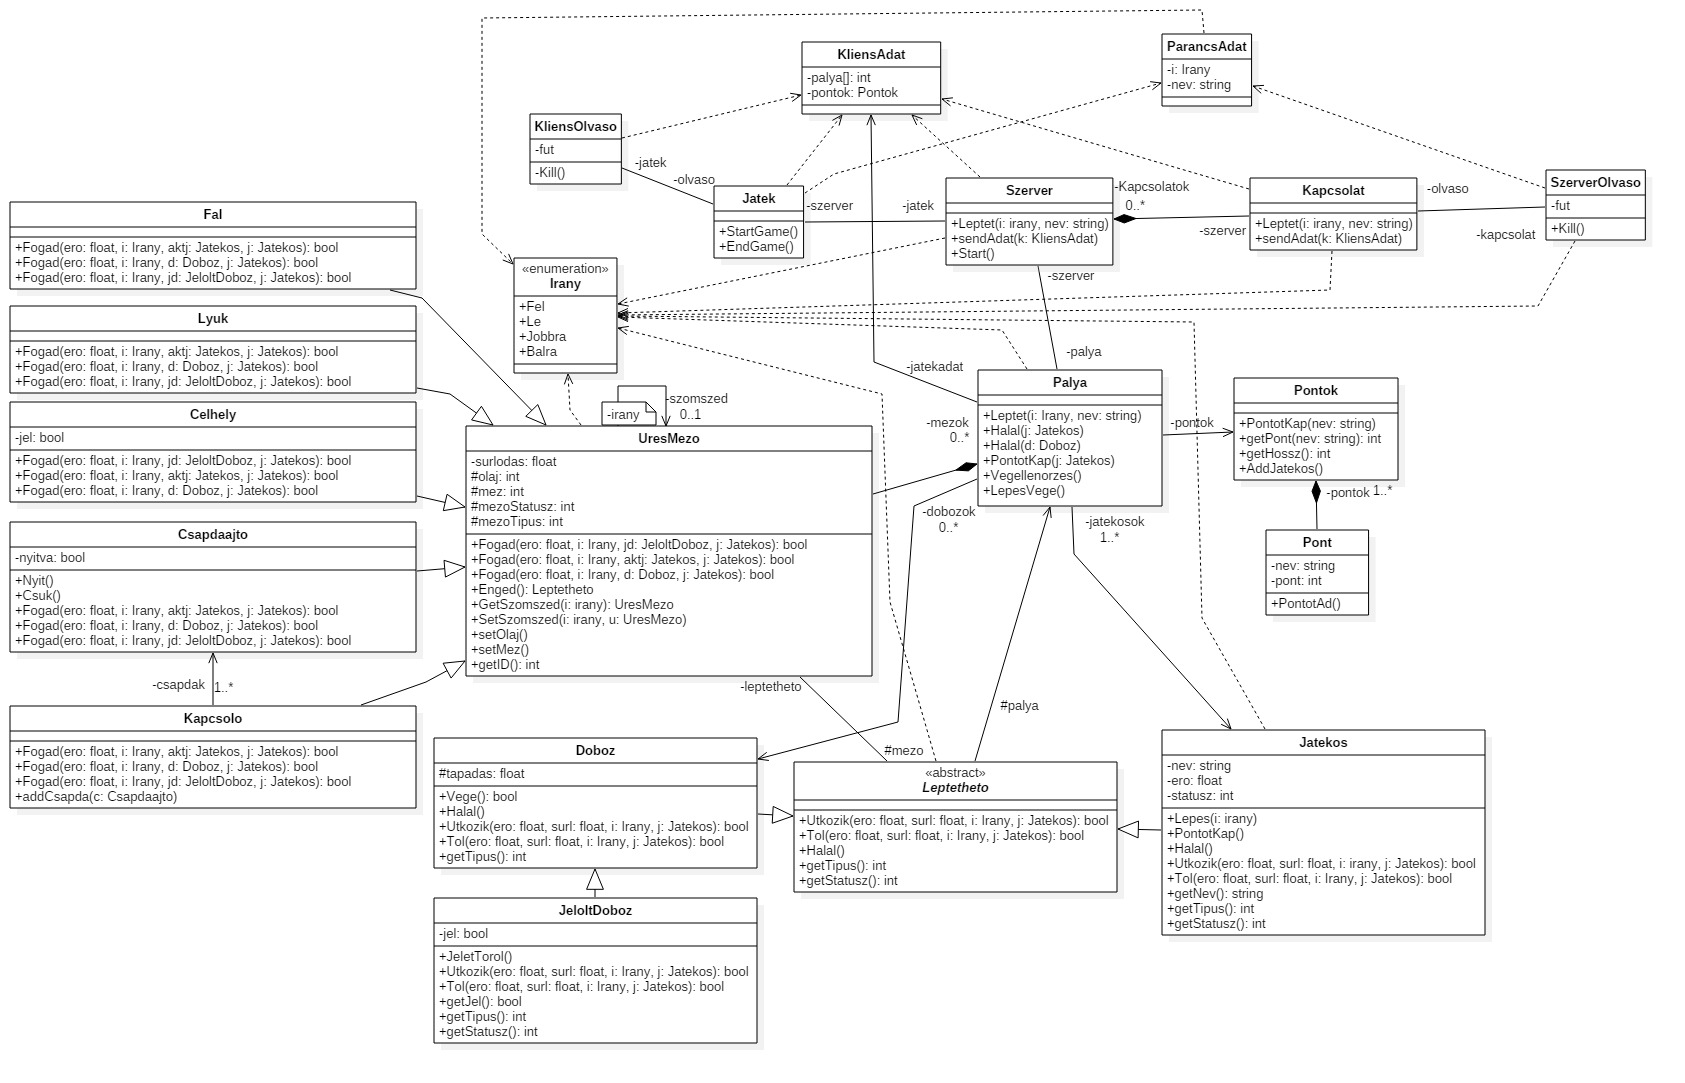 KliensAdat
-palya[]: int
-pontok: Pontok
ParancsAdat
-i: Irany
-nev: string
KliensOlvaso
-fut
-Kill()
-jatek
-olvaso
Jatek
+StartGame()
+EndGame()
-szerver
-jatek
Szerver
+Leptet(i: irany, nev: string)
+sendAdat(k: KliensAdat)
+Start()
-Kapcsolatok
0..*
-szerver
Kapcsolat
+Leptet(i: irany, nev: string)
+sendAdat(k: KliensAdat)
-olvaso
-kapcsolat
SzerverOlvaso
-fut
+Kill()
Fal
+Fogad(ero: float, i: Irany, aktj: Jatekos, j: Jatekos): bool
+Fogad(ero: float, i: Irany, d: Doboz, j: Jatekos): bool
+Fogad(ero: float, i: Irany, jd: JeloltDoboz, j: Jatekos): bool
«enumeration»
Irany
+Fel
+Le
+Jobbra
+Balra
-szerver
-palya
Lyuk
+Fogad(ero: float, i: Irany, aktj: Jatekos, j: Jatekos): bool
+Fogad(ero: float, i: Irany, d: Doboz, j: Jatekos): bool
+Fogad(ero: float, i: Irany, jd: JeloltDoboz, j: Jatekos): bool
Celhely
-jel: bool
+Fogad(ero: float, i: Irany, jd: JeloltDoboz, j: Jatekos): bool
+Fogad(ero: float, i: Irany, aktj: Jatekos, j: Jatekos): bool
+Fogad(ero: float, i: Irany, d: Doboz, j: Jatekos): bool
-irany
-szomszed
0..1
UresMezo
-surlodas: float
#olaj: int
#mez: int
#mezoStatusz: int
#mezoTipus: int
+Fogad(ero: float, i: Irany, jd: JeloltDoboz, j: Jatekos): bool
+Fogad(ero: float, i: Irany, aktj: Jatekos, j: Jatekos): bool
+Fogad(ero: float, i: Irany, d: Doboz, j: Jatekos): bool
+Enged(): Leptetheto
+GetSzomszed(i: irany): UresMezo
+SetSzomszed(i: irany, u: UresMezo)
+setOlaj()
+setMez()
+getID(): int
-jatekadat
-mezok
0..*
-dobozok
0..*
Palya
+Leptet(i: Irany, nev: string)
+Halal(j: Jatekos)
+Halal(d: Doboz)
+PontotKap(j: Jatekos)
+Vegellenorzes()
+LepesVege()
-pontok
Pontok
+PontotKap(nev: string)
+getPont(nev: string): int
+getHossz(): int
+AddJatekos()
-pontok
1..*
Pont
-nev: string
-pont: int
+PontotAd()
-jatekosok
1..*
Csapdaajto
-nyitva: bool
+Nyit()
+Csuk()
+Fogad(ero: float, i: Irany, aktj: Jatekos, j: Jatekos): bool
+Fogad(ero: float, i: Irany, d: Doboz, j: Jatekos): bool
+Fogad(ero: float, i: Irany, jd: JeloltDoboz, j: Jatekos): bool
-csapdak
1..*
Kapcsolo
+Fogad(ero: float, i: Irany, aktj: Jatekos, j: Jatekos): bool
+Fogad(ero: float, i: Irany, d: Doboz, j: Jatekos): bool
+Fogad(ero: float, i: Irany, jd: JeloltDoboz, j: Jatekos): bool
+addCsapda(c: Csapdaajto)
-leptetheto
#mezo
#palya
Doboz
#tapadas: float
+Vege(): bool
+Halal()
+Utkozik(ero: float, surl: float, i: Irany, j: Jatekos): bool
+Tol(ero: float, surl: float, i: Irany, j: Jatekos): bool
+getTipus(): int
«abstract»
Leptetheto
+Utkozik(ero: float, surl: float, i: Irany, j: Jatekos): bool
+Tol(ero: float, surl: float, i: Irany, j: Jatekos): bool
+Halal()
+getTipus(): int
+getStatusz(): int
Jatekos
-nev: string
-ero: float
-statusz: int
+Lepes(i: irany)
+PontotKap()
+Halal()
+Utkozik(ero: float, surl: float, i: irany, j: Jatekos): bool
+Tol(ero: float, surl: float, i: Irany, j: Jatekos): bool
+getNev(): string
+getTipus(): int
+getStatusz(): int
JeloltDoboz
-jel: bool
+JeletTorol()
+Utkozik(ero: float, surl: float, i: Irany, j: Jatekos): bool
+Tol(ero: float, surl: float, i: Irany, j: Jatekos): bool
+getJel(): bool
+getTipus(): int
+getStatusz(): int